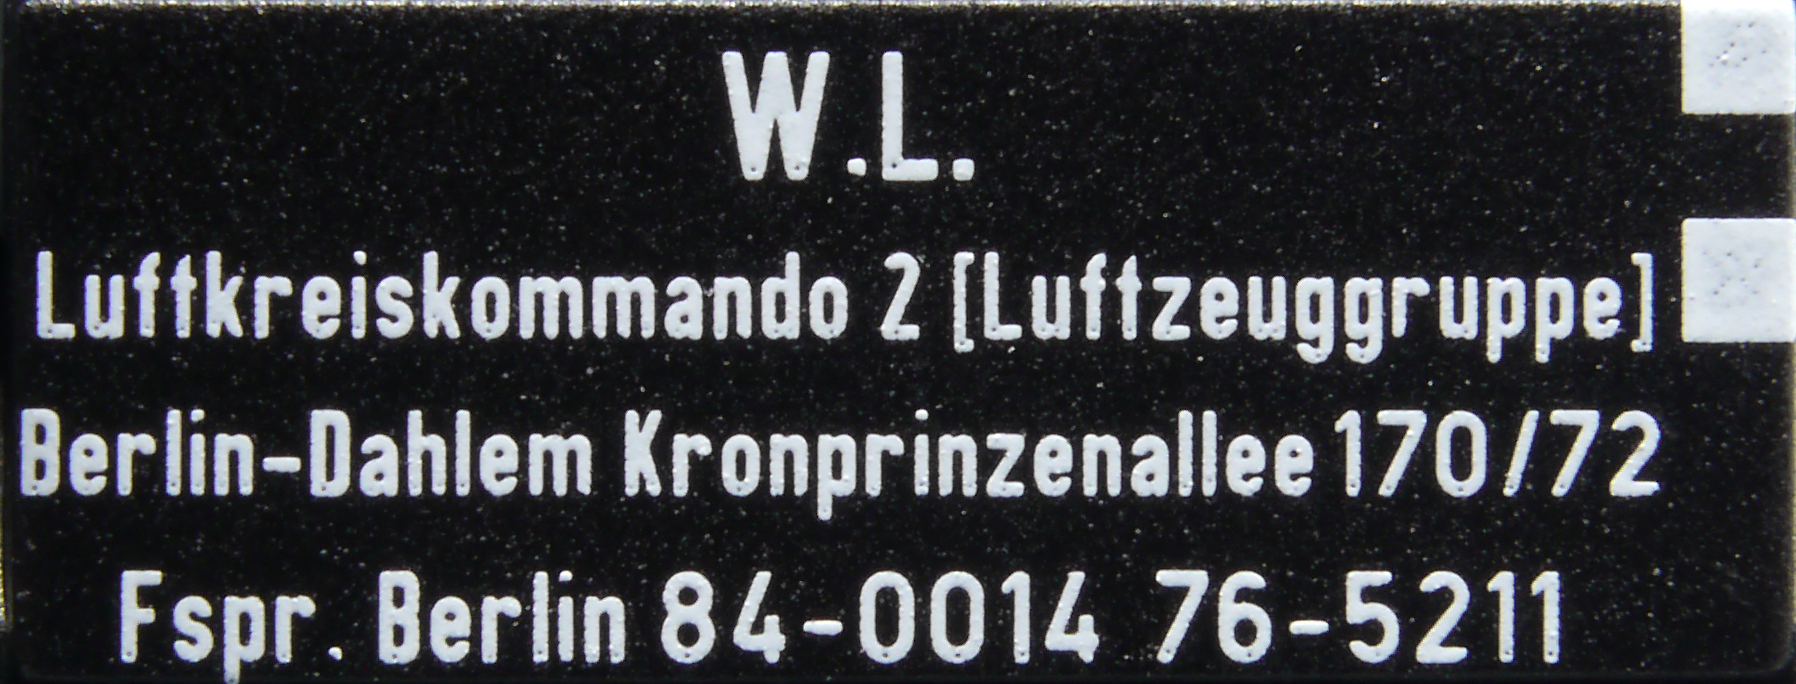 W.L.
Luftkreiskommando 2 [Luftzeuggruppe]
Berlin-Dahlem Kronprinzenallee 170/72
Fspr. Berlin 84-0014 76-5211